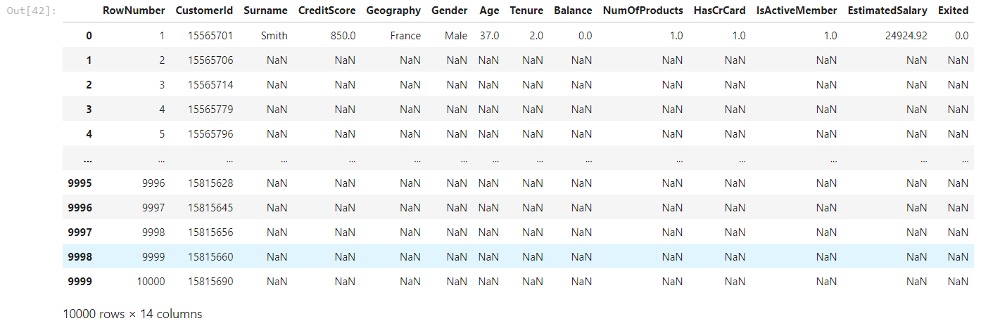 Out[42]:
RowNumber CustomerId Surname CreditScore Geography Gender Age Tenure Balance NumOfProducts HasCrCard IsActiveMember EstimatedSalary Exited
0 1 15565701 Smith 850.0 France Male 37.0 2.0 0.0 1.0 1.0 1.0 24924.92 0.0
1 2 15565706 NaN NaN NaN NaN NaN NaN NaN NaN NaN NaN NaN NaN
2 3 15565714 NaN NaN NaN NaN NaN NaN NaN NaN NaN NaN NaN NaN
3 4 15565779 NaN NaN NaN NaN NaN NaN NaN NaN NaN NaN NaN NaN
4 5 15565796 NaN NaN NaN NaN NaN NaN NaN NaN NaN NaN NaN NaN
... ... ... ... ... ... ... ... ... ... ... ... ... ... ...
9995 9996 15815628 NaN NaN NaN NaN NaN NaN NaN NaN NaN NaN NaN NaN
9996 9997 15815645 NaN NaN NaN NaN NaN NaN NaN NaN NaN NaN NaN NaN
9997 9998 15815656 NaN NaN NaN NaN NaN NaN NaN NaN NaN NaN NaN NaN
9998 9999 15815660 NaN NaN NaN NaN NaN NaN NaN NaN NaN NaN NaN NaN
9999 10000 15815690 NaN NaN NaN NaN NaN NaN NaN NaN NaN NaN NaN NaN
10000 rows × 14 columns